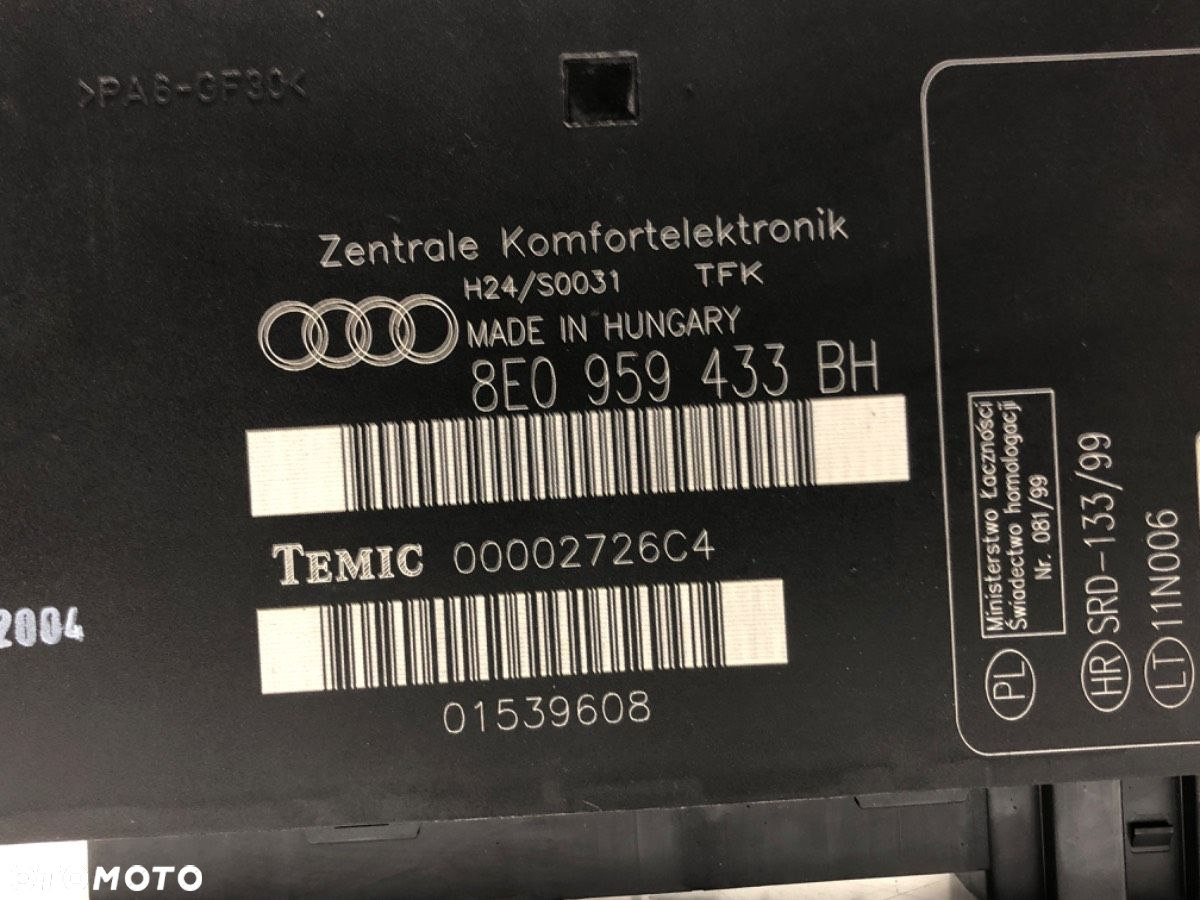 >PA6-GF30<
Zentrale Komfortelektronik
H24/S0031 TFK
MADE IN HUNGARY
8E0 959 433 BH
TEMIC 00002726C4
01539608
2004
PL Ministerstwo Łączności
Świadectwo homologacji
Nr. 081/99
HR SRD-133/99
LT 11N006
OTOMOTO